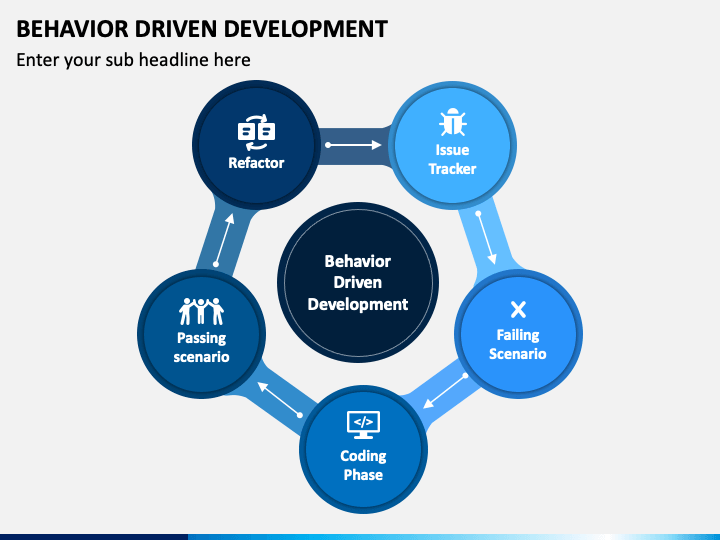 BEHAVIOR DRIVEN DEVELOPMENT
Enter your sub headline here
Refactor
Issue
Tracker
Behavior
Driven
Development
Passing
scenario
Failing
Scenario
</>
Coding
Phase